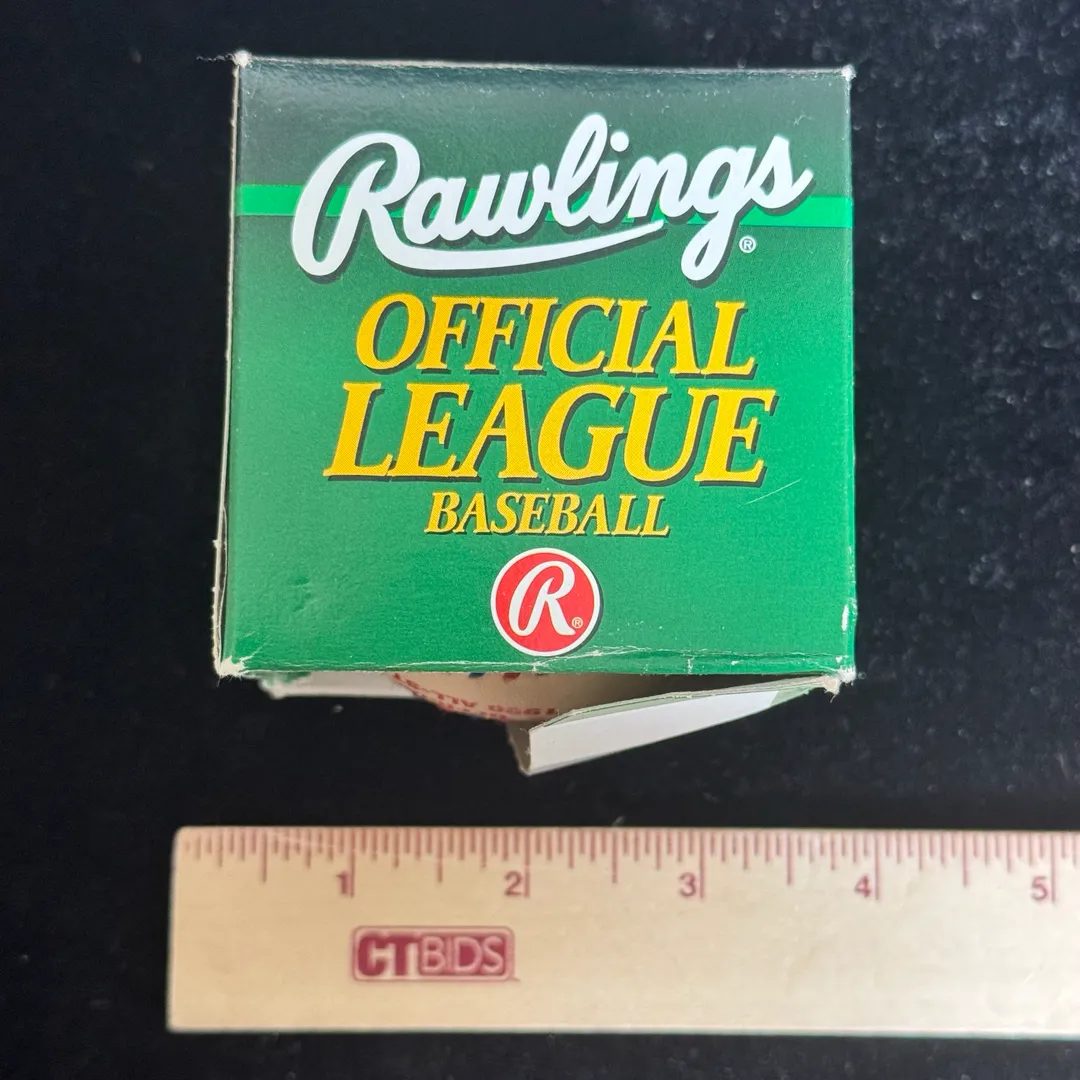 Rawlings®
OFFICIAL
LEAGUE
BASEBALL
R®
1 2 3 4 5
CTBIDS